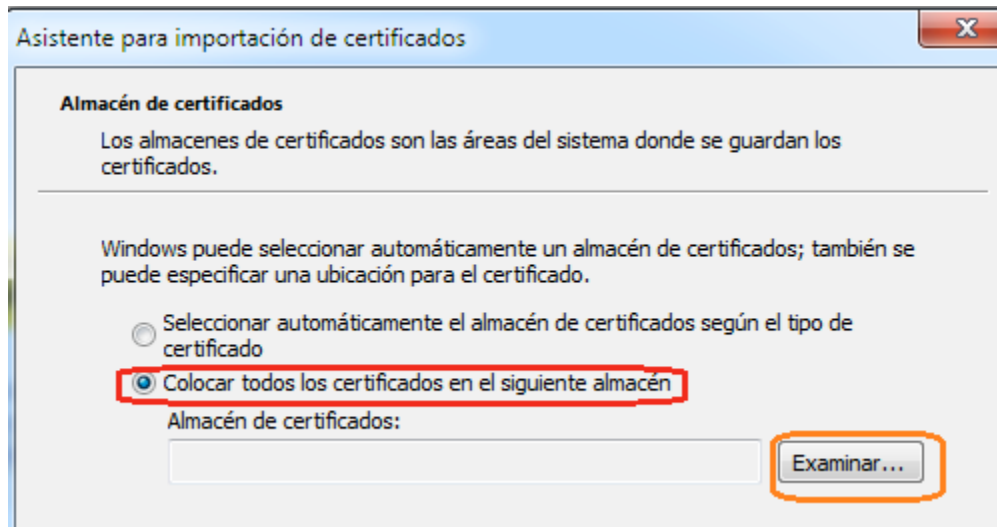 Asistente para importación de certificados
Almacén de certificados
Los almacenes de certificados son las áreas del sistema donde se guardan los
certificados.
Windows puede seleccionar automáticamente un almacén de certificados; también se
puede especificar una ubicación para el certificado.
Seleccionar automáticamente el almacén de certificados según el tipo de
certificado
Colocar todos los certificados en el siguiente almacén
Almacén de certificados:
Examinar...